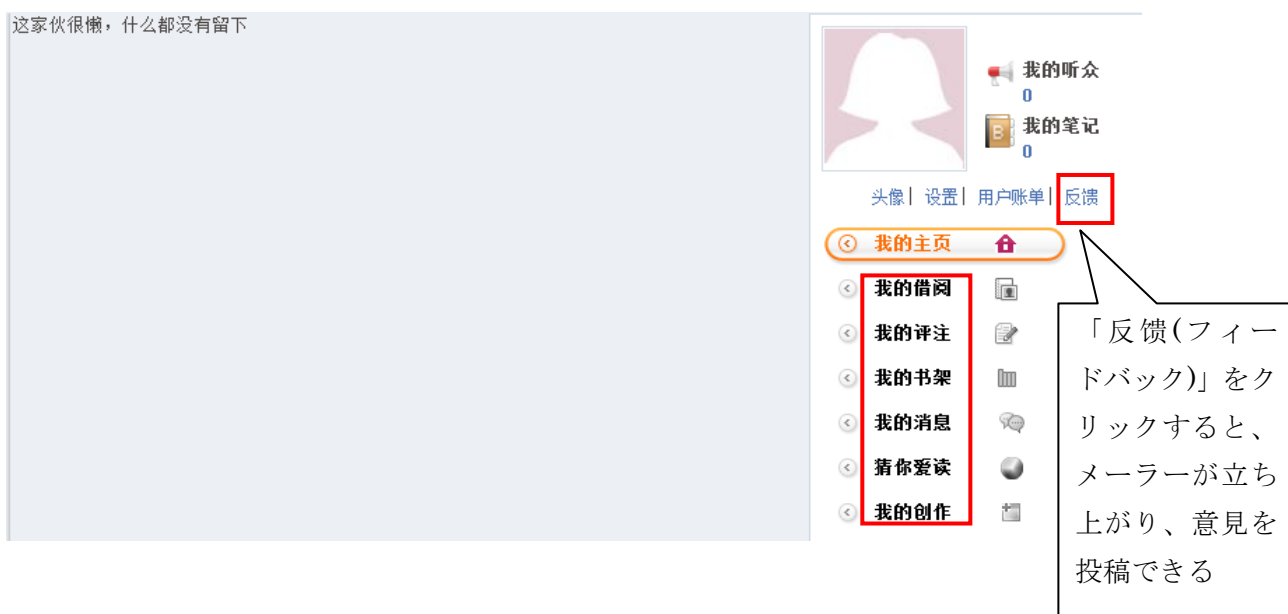 这家伙很懒，什么都没有留下
我的听众
0
B
我的笔记
0
头像| 设置| 用户账单| 反馈
我的主页
我的借阅
我的评注
我的书架
我的消息
猜你爱读
我的创作
「反馈(フィー
ドバック)」をク
リックすると、
メーラーが立ち
上がり、意見を
投稿できる